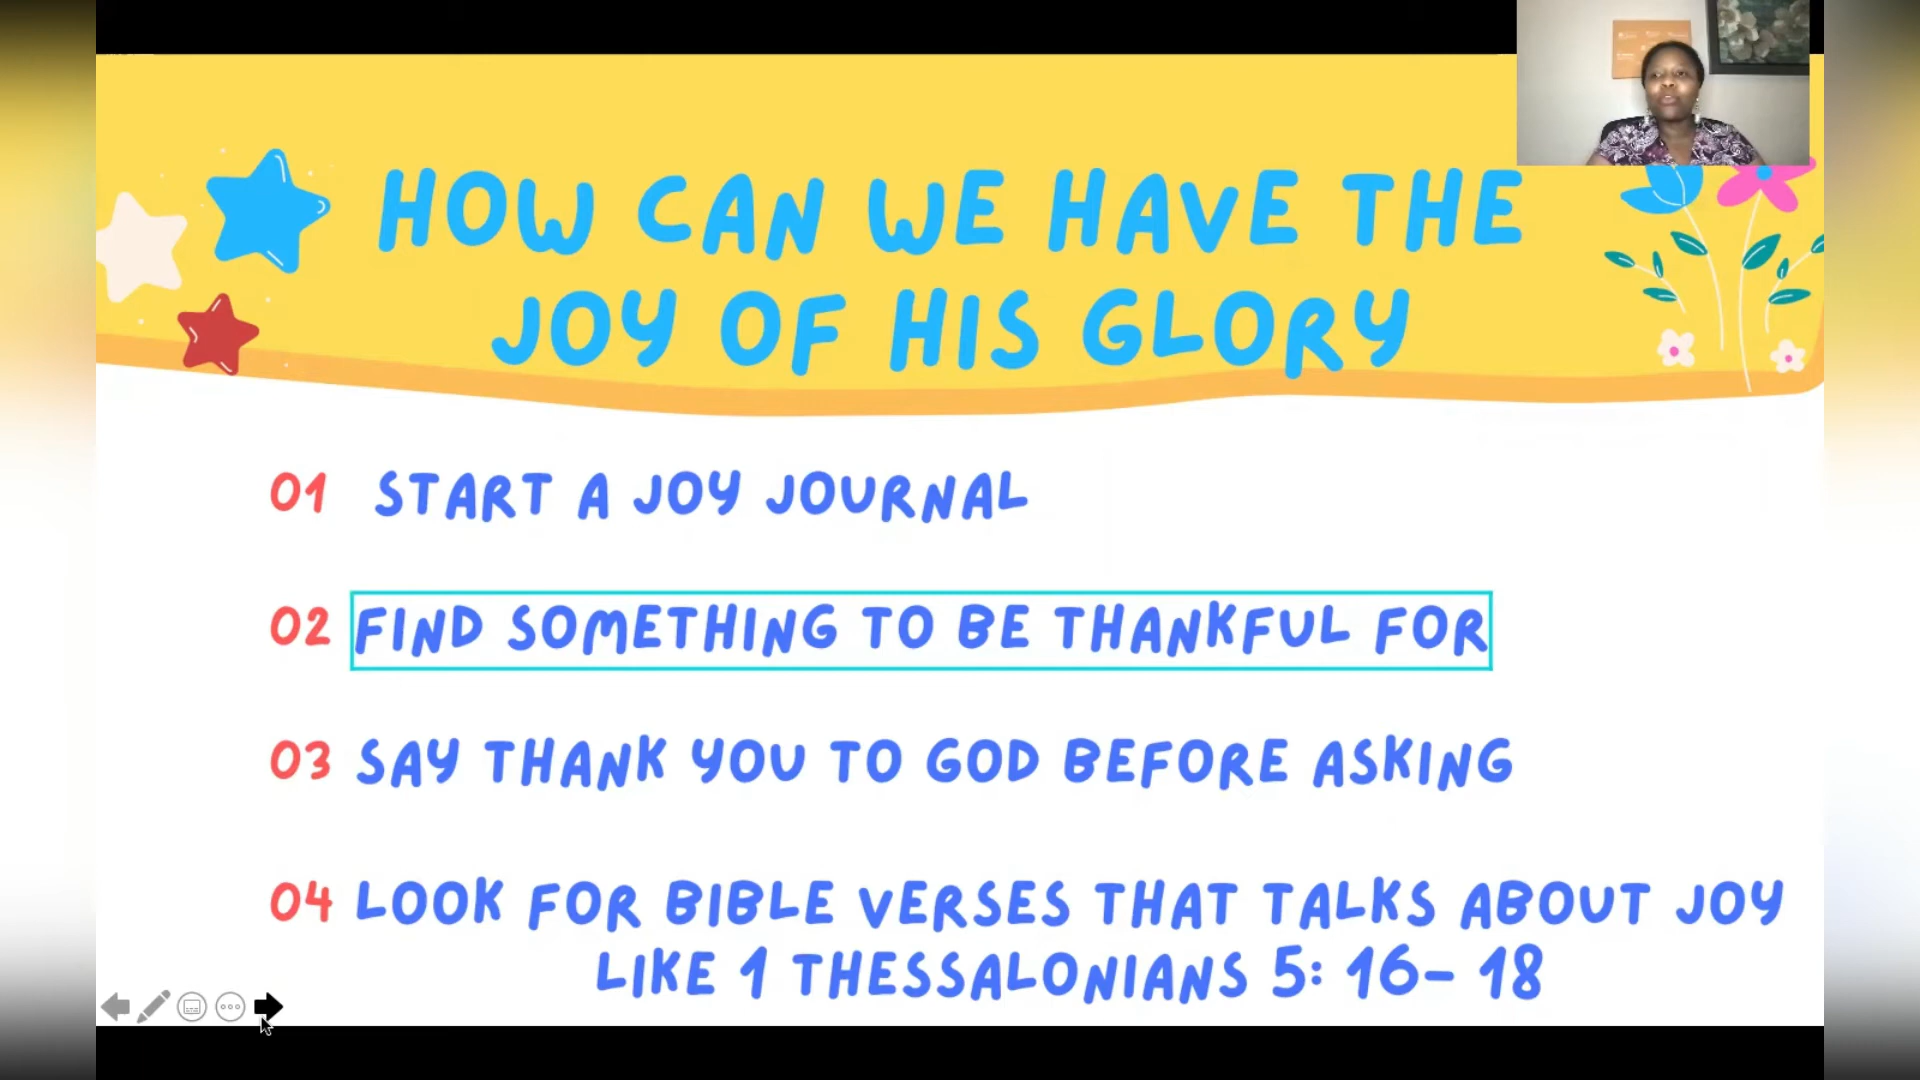 HOW CAN WE HAVE THE
JOY OF HIS GLORY
01 START A JOY JOURNAL
02 FIND SOMETHING TO BE THANKFUL FOR
03 SAY THANK YOU TO GOD BEFORE ASKING
04 LOOK FOR BIBLE VERSES THAT TALKS ABOUT JOY
LIKE 1 THESSALONIANS 5: 16- 18